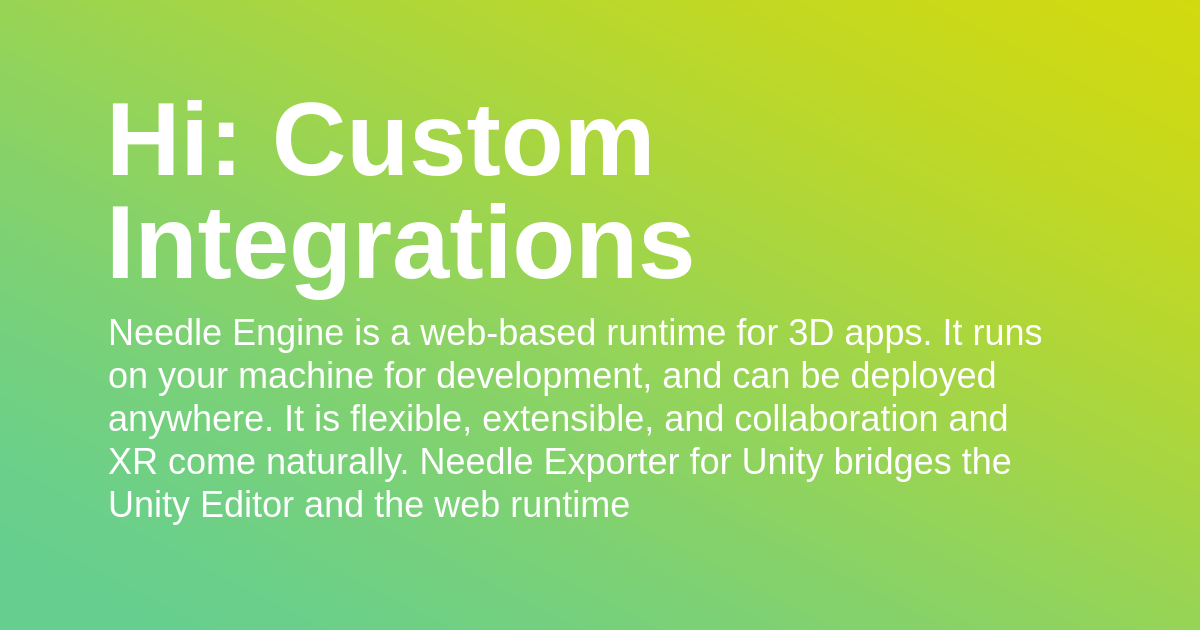 Hi: Custom
Integrations
Needle Engine is a web-based runtime for 3D apps. It runs
on your machine for development, and can be deployed
anywhere. It is flexible, extensible, and collaboration and
XR come naturally. Needle Exporter for Unity bridges the
Unity Editor and the web runtime